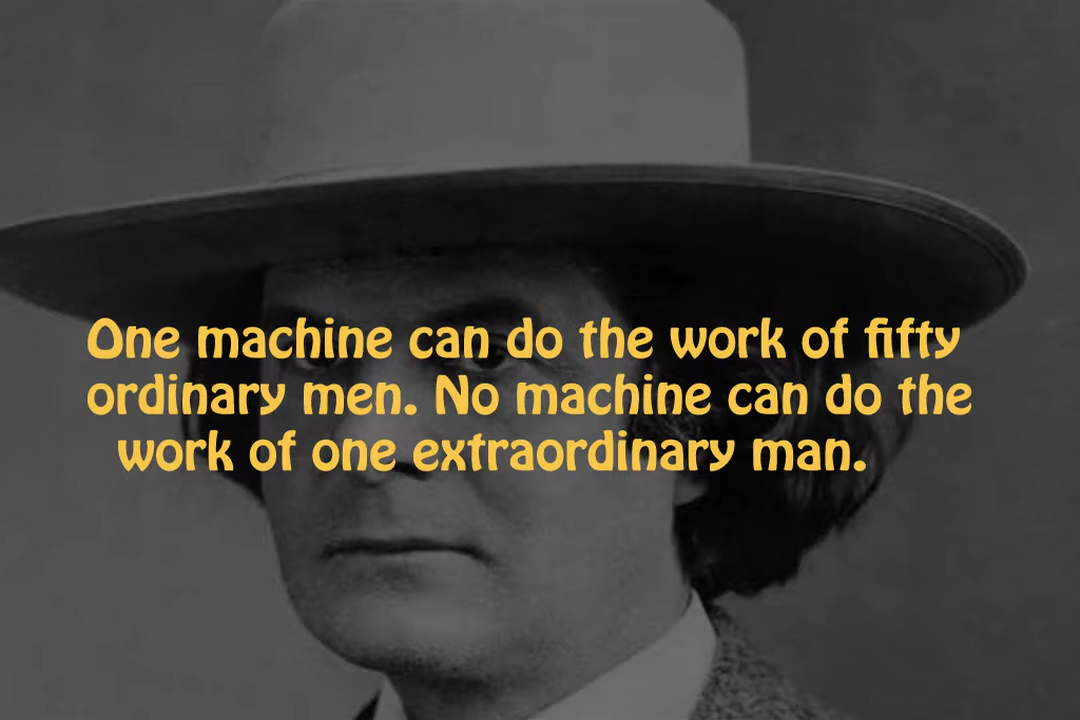 One machine can do the work of fifty
ordinary men. No machine can do the
work of one extraordinary man.